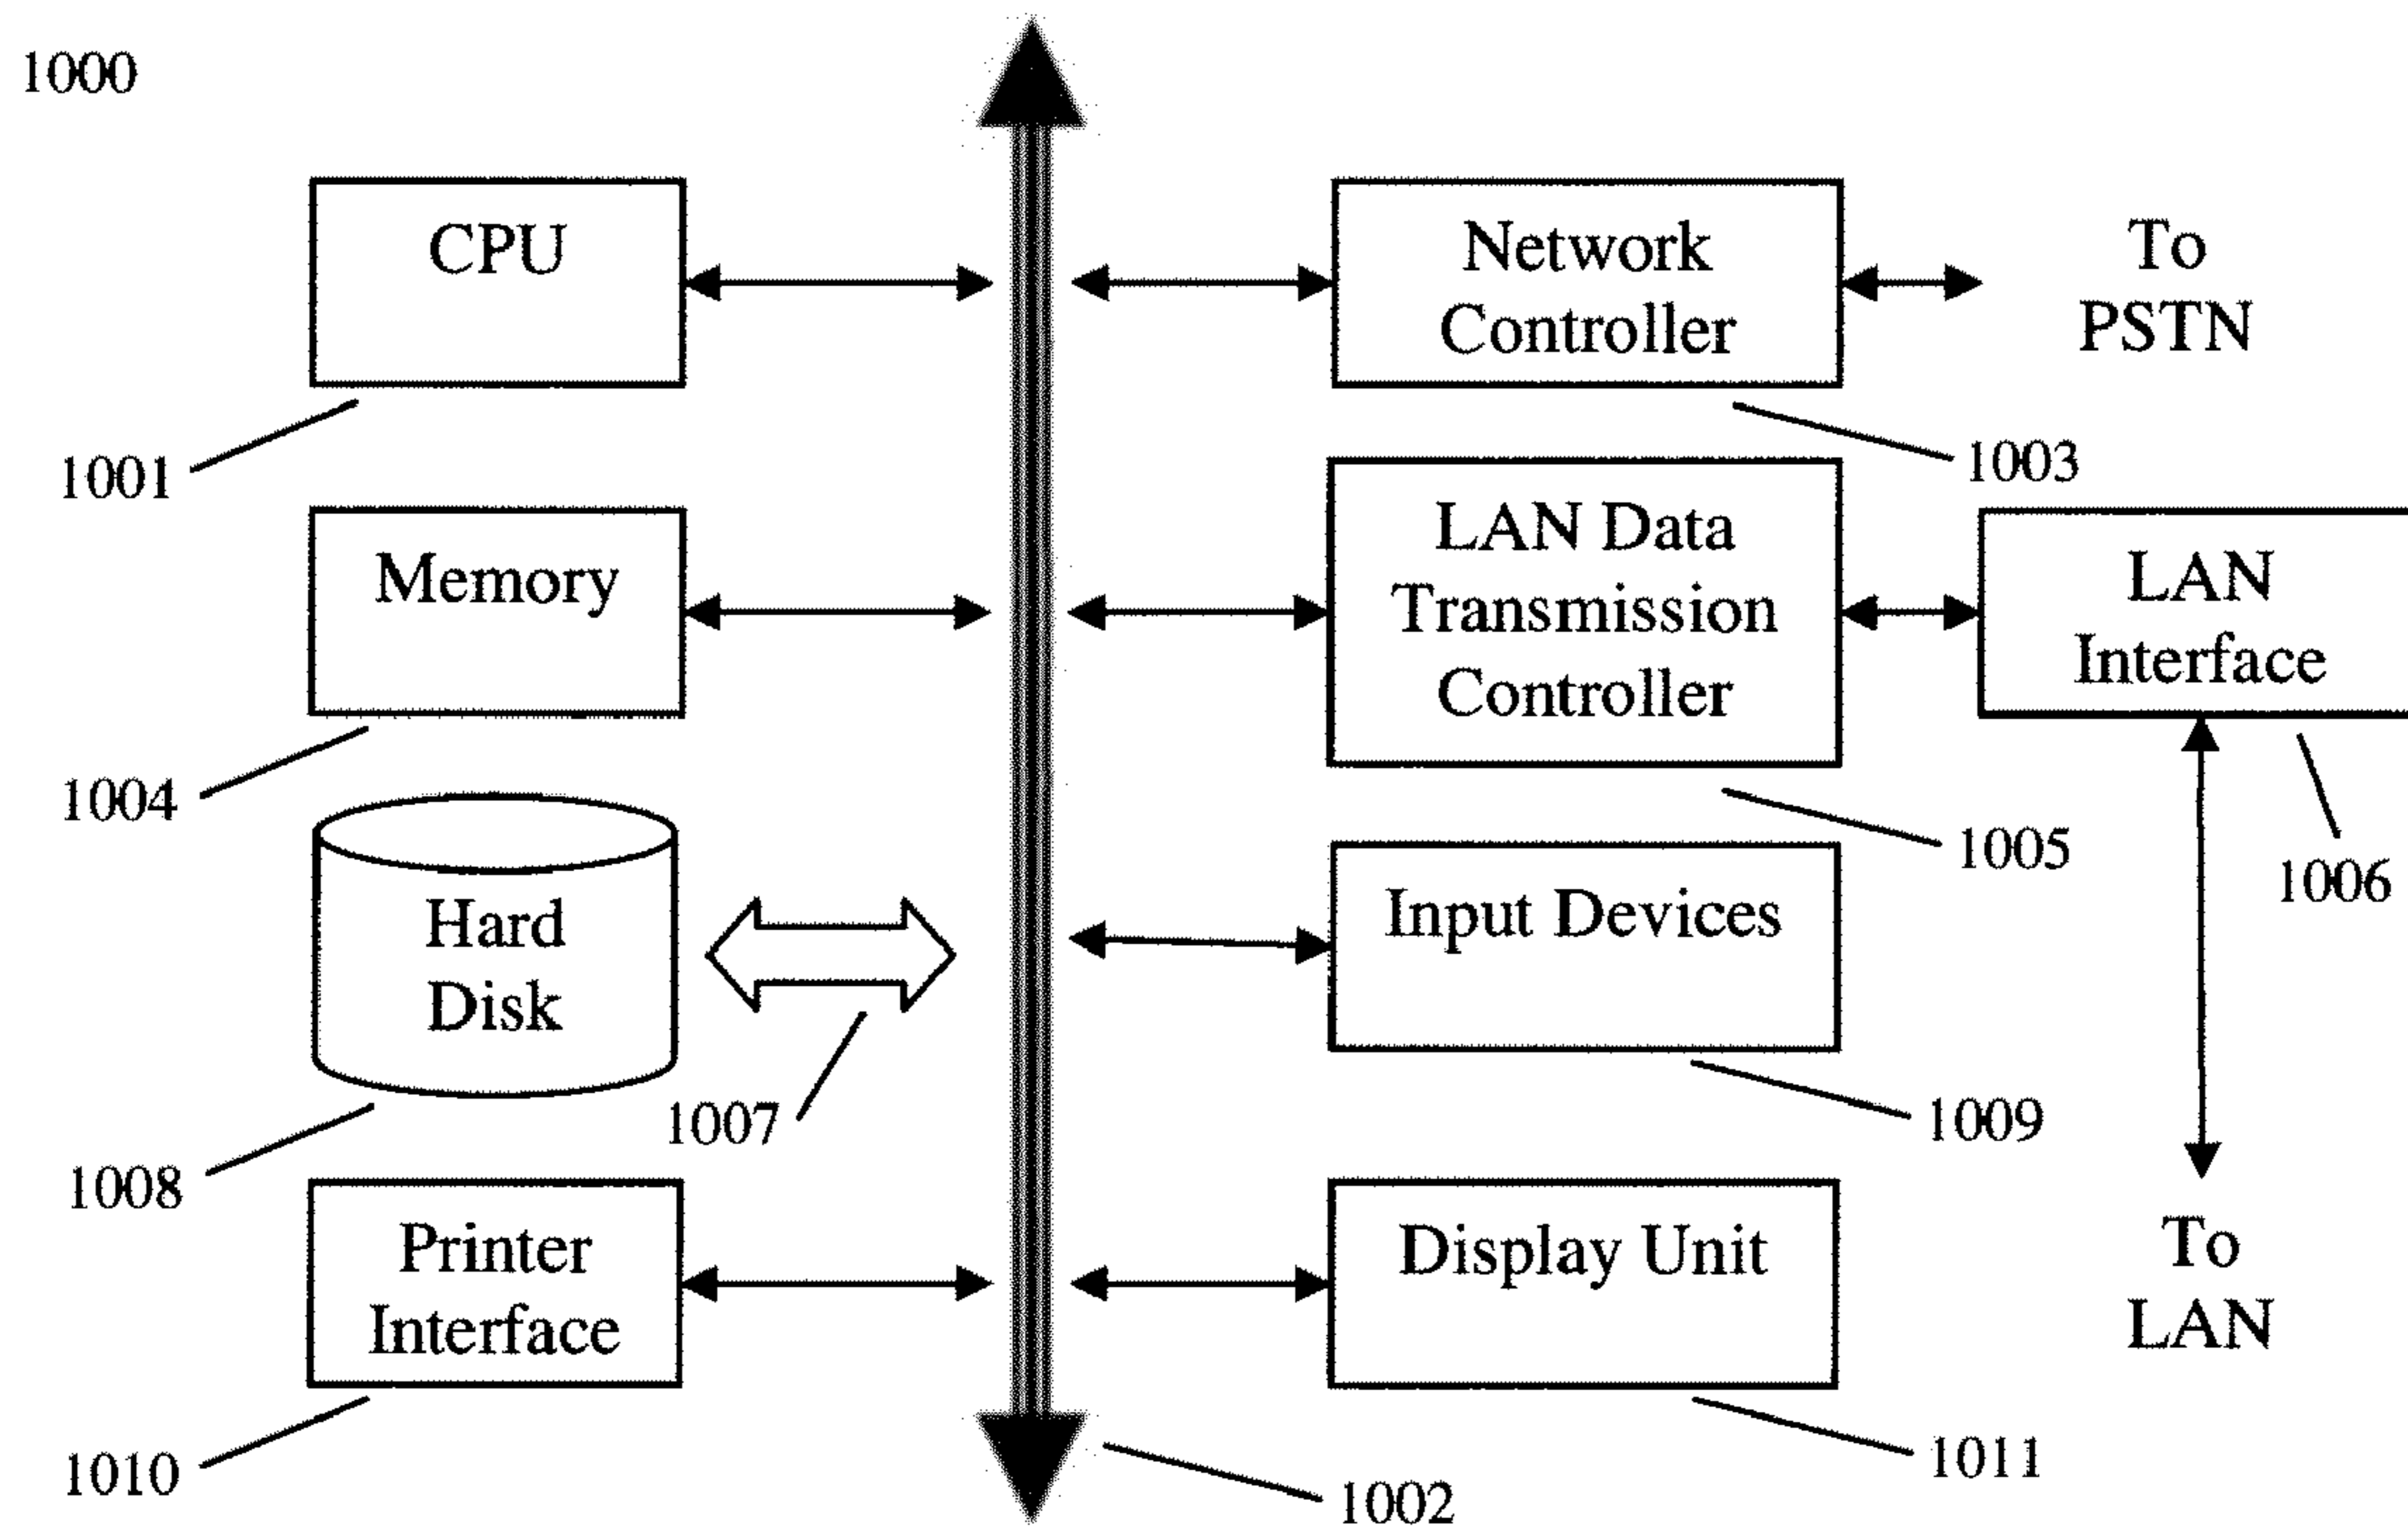 1000
CPU
Network
Controller
To
PSTN
1001
1003
Memory
LAN Data
Transmission
Controller
LAN
Interface
1004
1005
1006
Hard
Disk
1007
Input Devices
1008
1009
Printer
Interface
Display Unit
To
LAN
1010
1002
1011